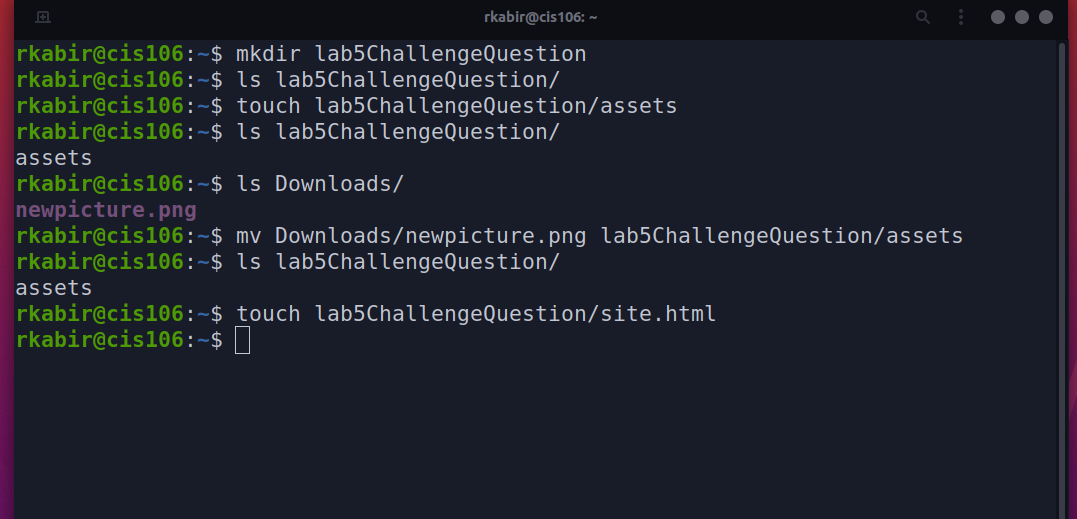 rkabir@cis106: ~
rkabir@cis106:~$ mkdir lab5ChallengeQuestion
rkabir@cis106:~$ ls lab5ChallengeQuestion/
rkabir@cis106:~$ touch lab5ChallengeQuestion/assets
rkabir@cis106:~$ ls lab5ChallengeQuestion/
assets
rkabir@cis106:~$ ls Downloads/
newpicture.png
rkabir@cis106:~$ mv Downloads/newpicture.png lab5ChallengeQuestion/assets
rkabir@cis106:~$ ls lab5ChallengeQuestion/
assets
rkabir@cis106:~$ touch lab5ChallengeQuestion/site.html
rkabir@cis106:~$